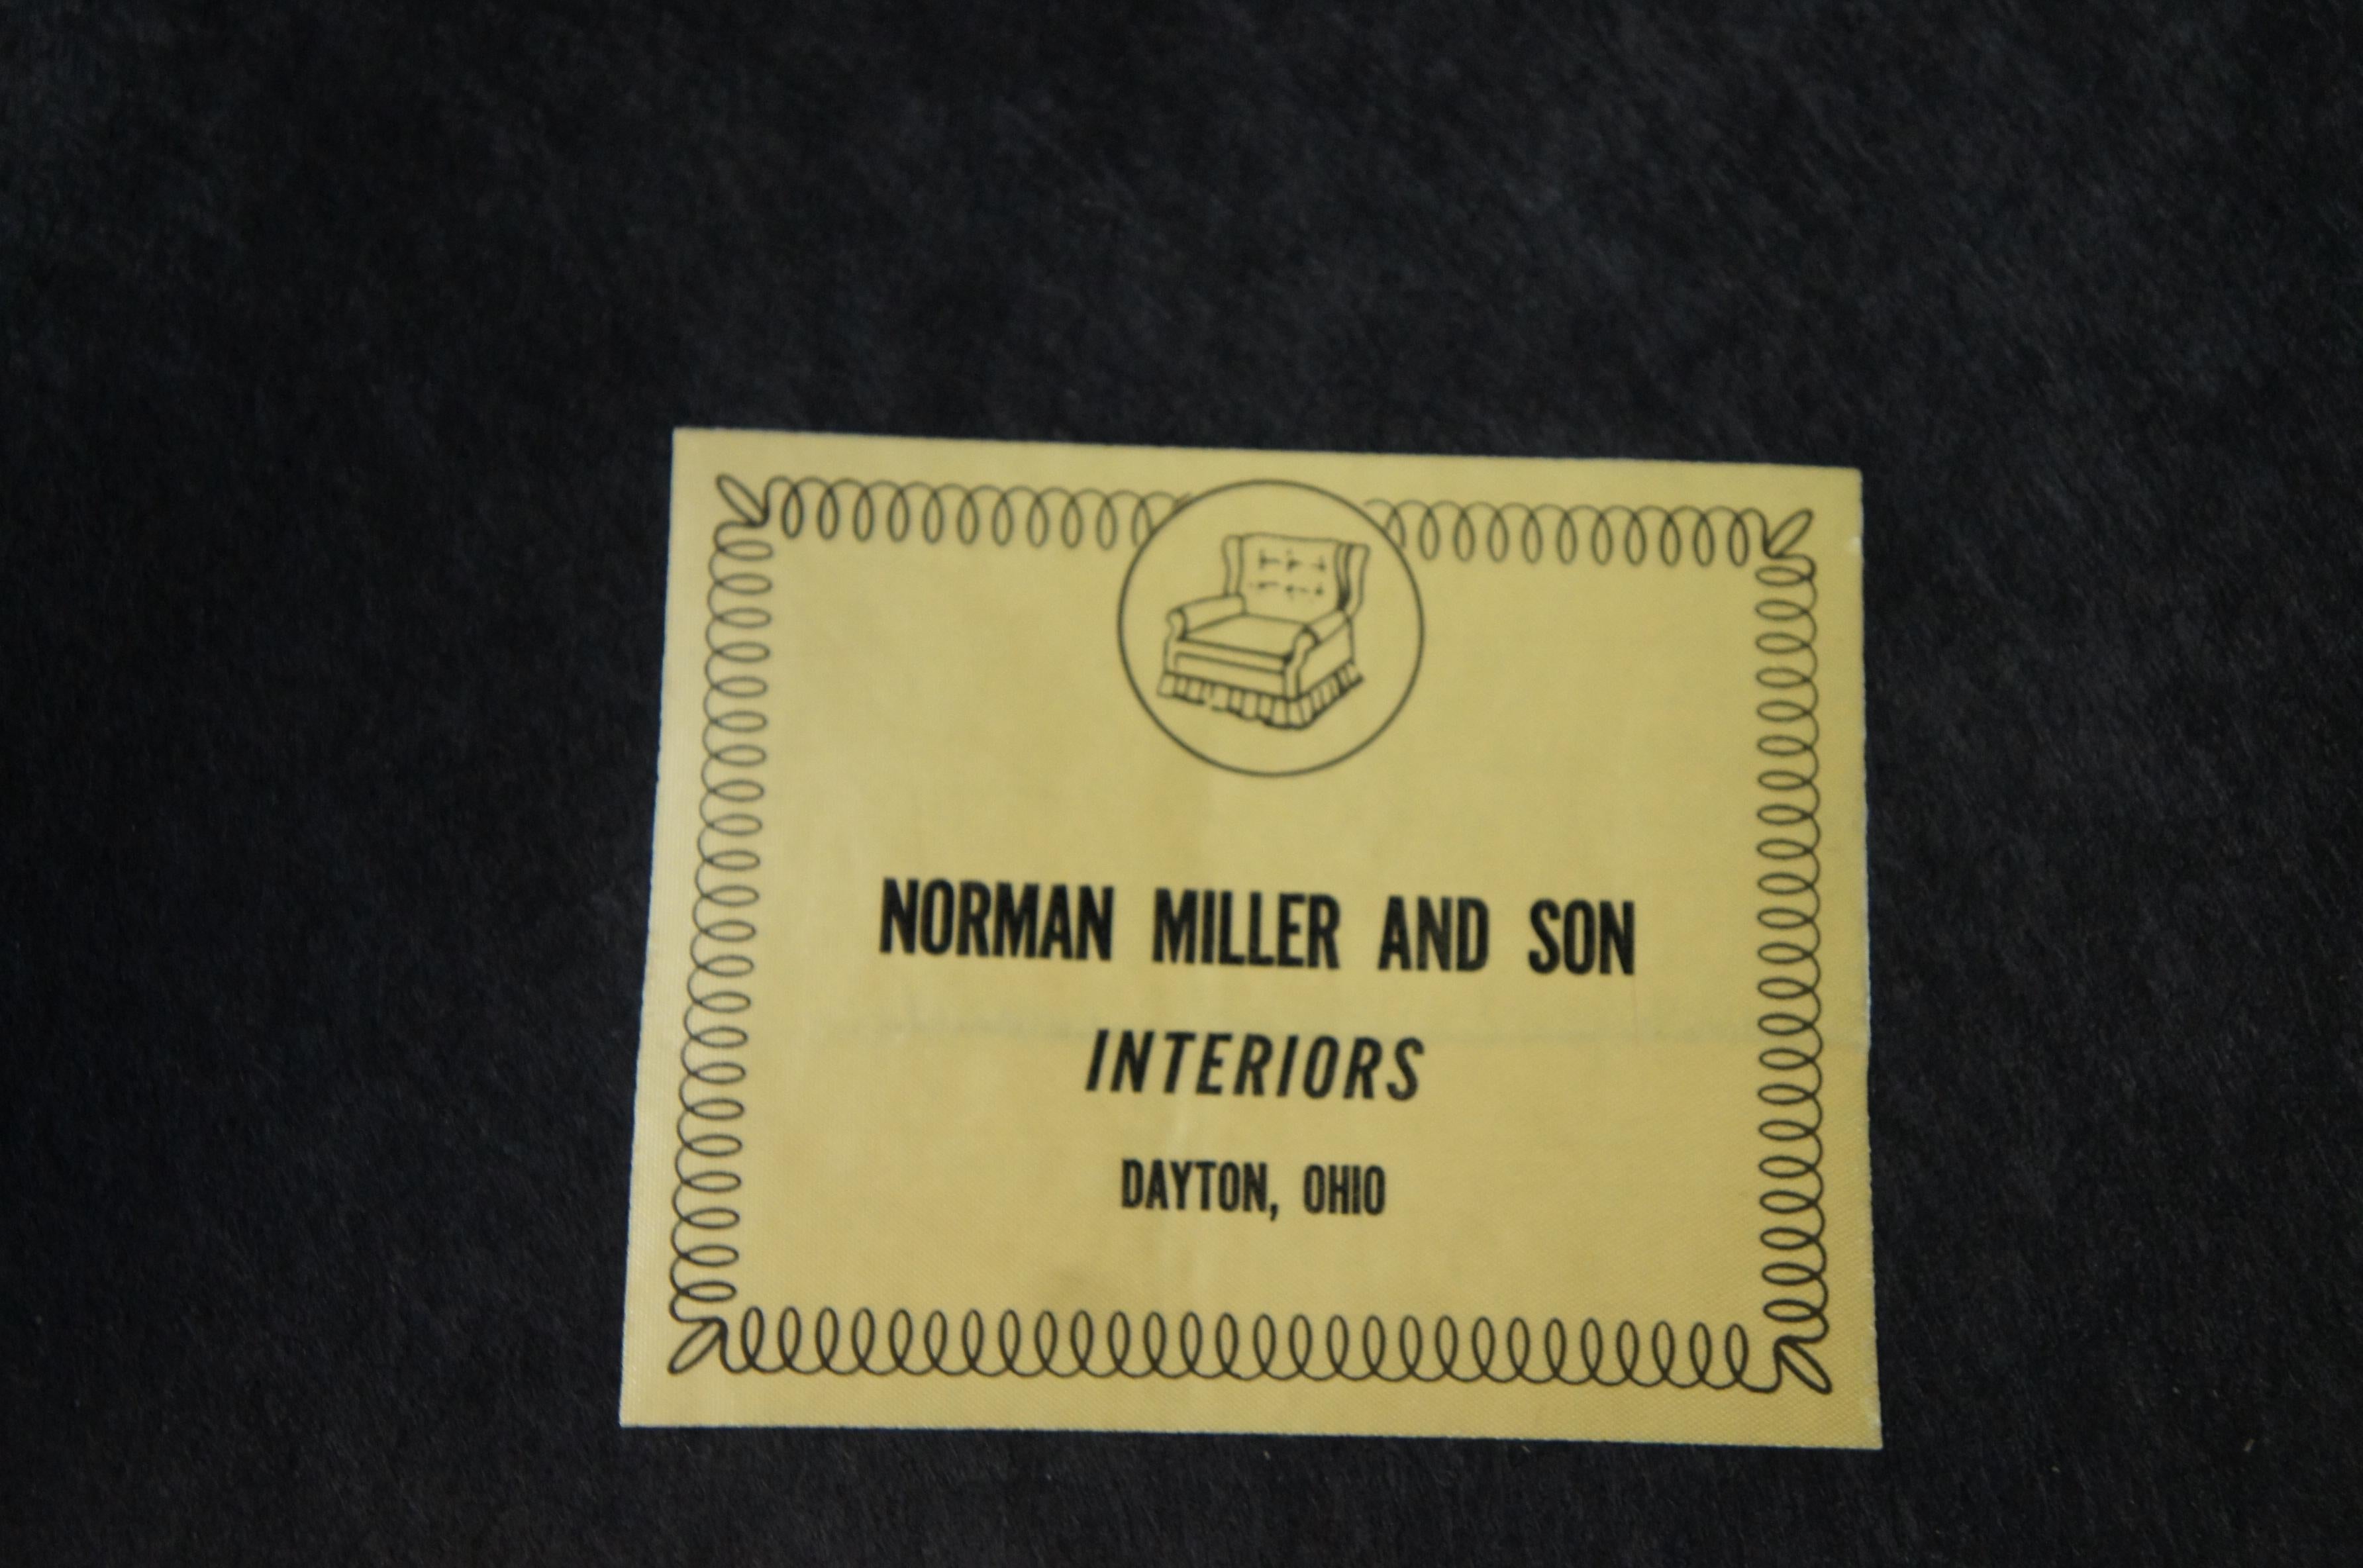 NORMAN MILLER AND SON
INTERIORS
DAYTON, OHIO